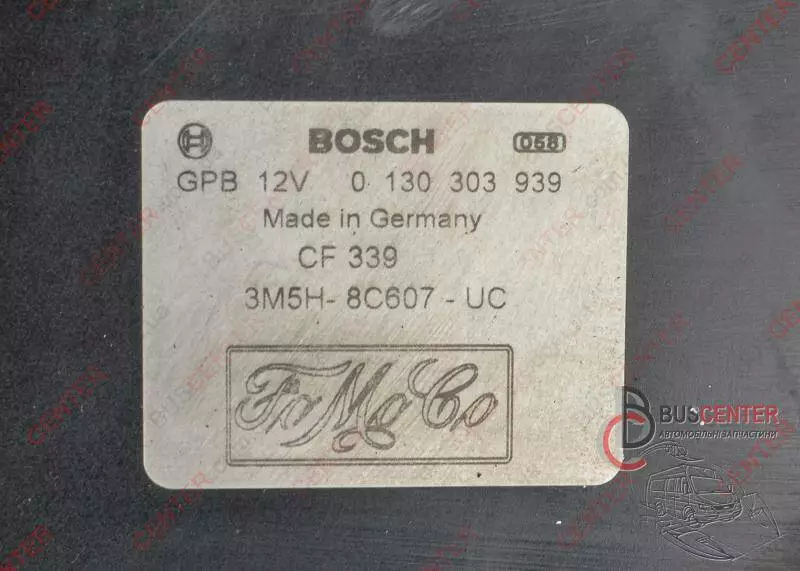 BOSCH 058
GPB 12V 0 130 303 939
Made in Germany
CF 339
3M5H- 8C607 - UC
FoMoCo
BUSCENTER
АВТОМОБІЛЬНІ ЗАПЧАСТИНИ